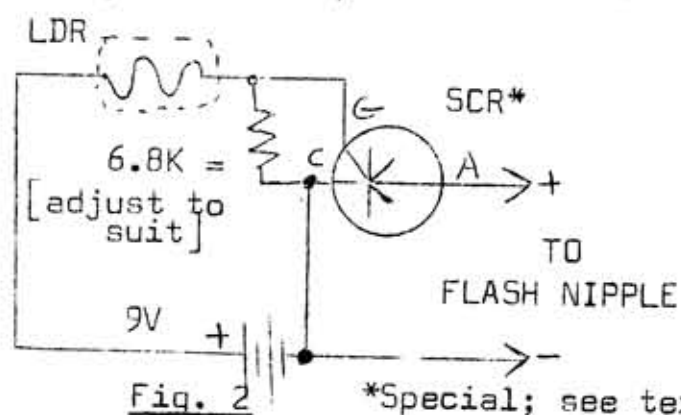 LDR
G
SCR*
C
A
6.8K =
[adjust to
suit]
+
TO
FLASH NIPPLE
9V
+
-
Fig. 2
*Special; see te